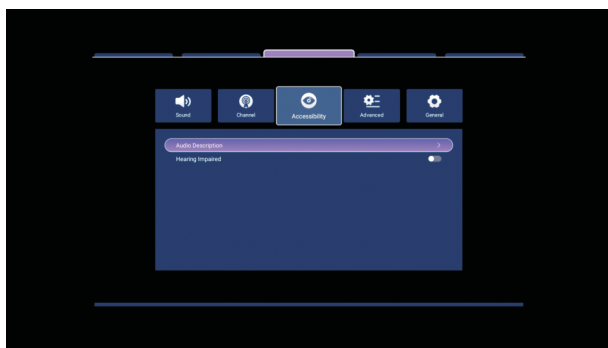 Sound
Channel
Accessibility
Advanced
General
Audio Description
Hearing Impaired